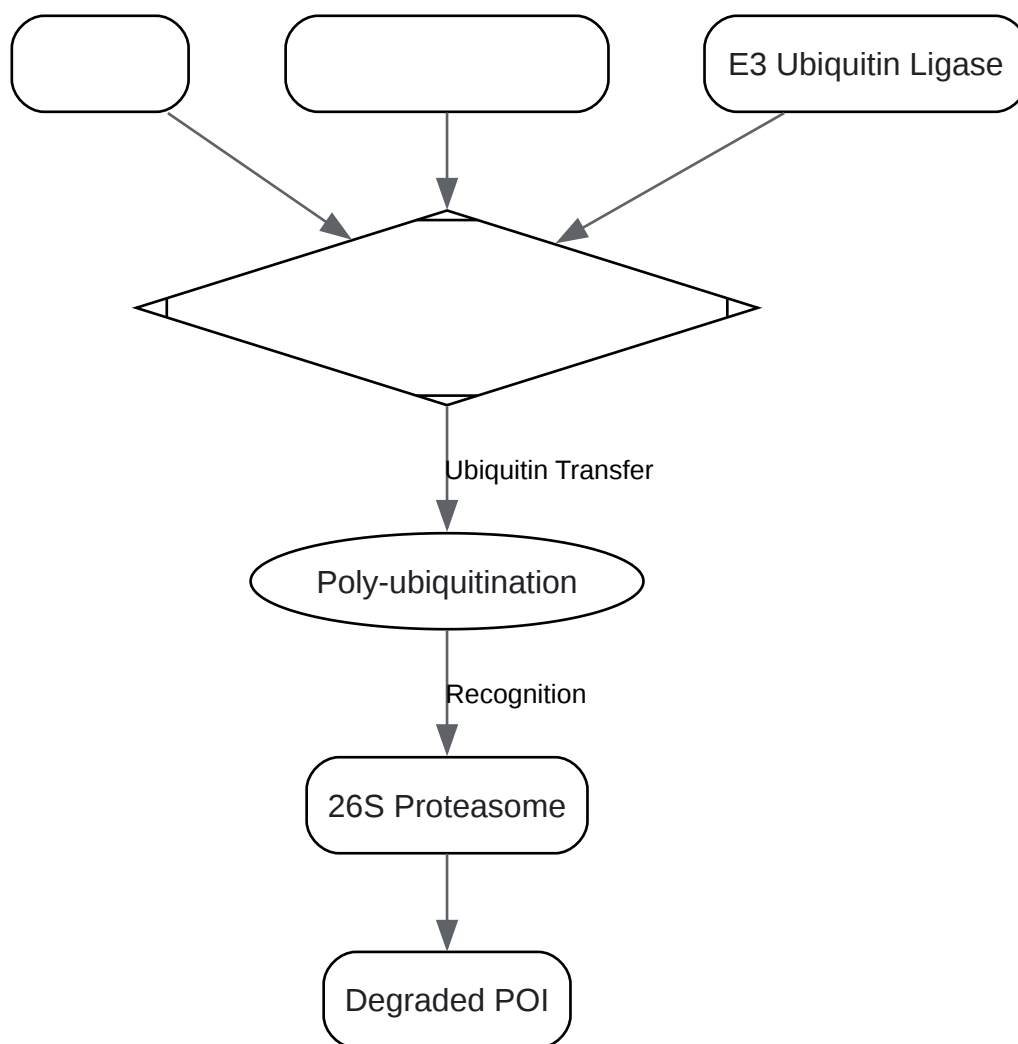 E3 Ubiquitin Ligase
Ubiquitin Transfer
Poly-ubiquitination
Recognition
26S Proteasome
Degraded POI